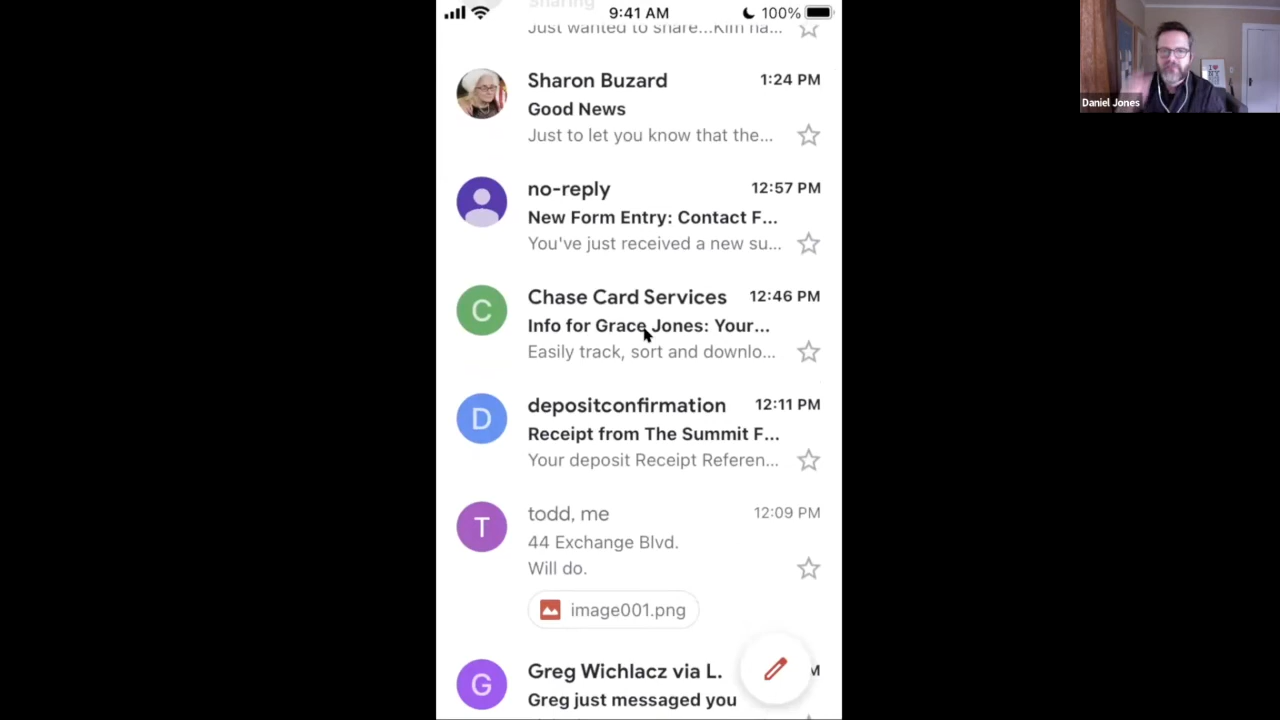 Sharing
9:41 AM
100%
Just wanted to share...Kim ha...
Sharon Buzard
1:24 PM
Good News
Just to let you know that the...
no-reply
12:57 PM
New Form Entry: Contact F...
You've just received a new su...
C
Chase Card Services
12:46 PM
Info for Grace Jones: Your...
Easily track, sort and downlo...
D
depositconfirmation
12:11 PM
Receipt from The Summit F...
Your deposit Receipt Referen...
T
todd, me
12:09 PM
44 Exchange Blvd.
Will do.
image001.png
G
Greg Wichlacz via L.
M
Greg just messaged you
Daniel Jones